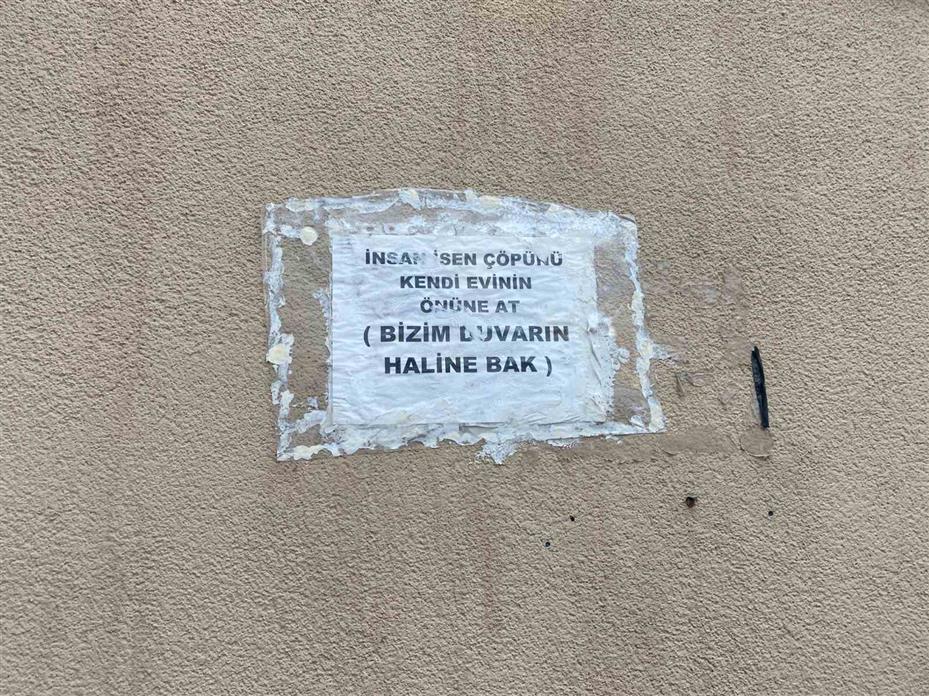 İNSAN İSEN ÇÖPÜNÜ
KENDİ EVİNİN
ÖNÜNE AT
( BİZİM DUVARIN
HALİNE BAK )